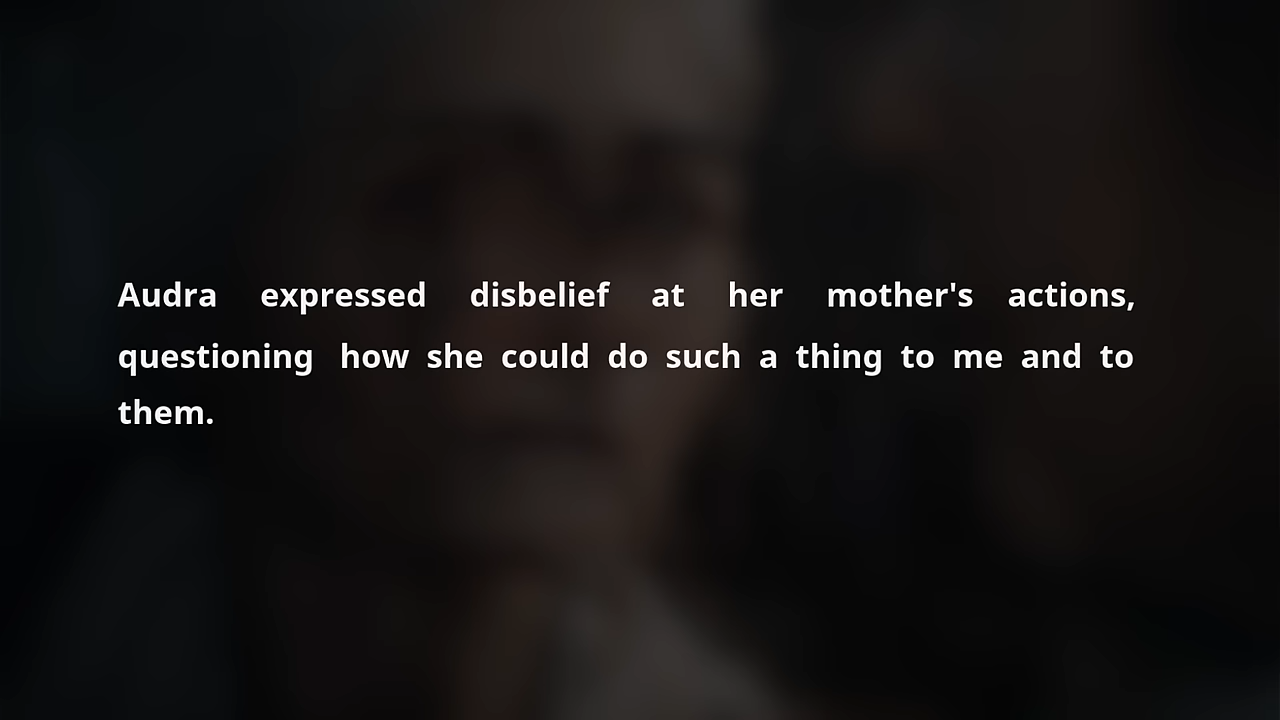 Audra expressed disbelief at her mother's actions,
questioning how she could do such a thing to me and to
them.